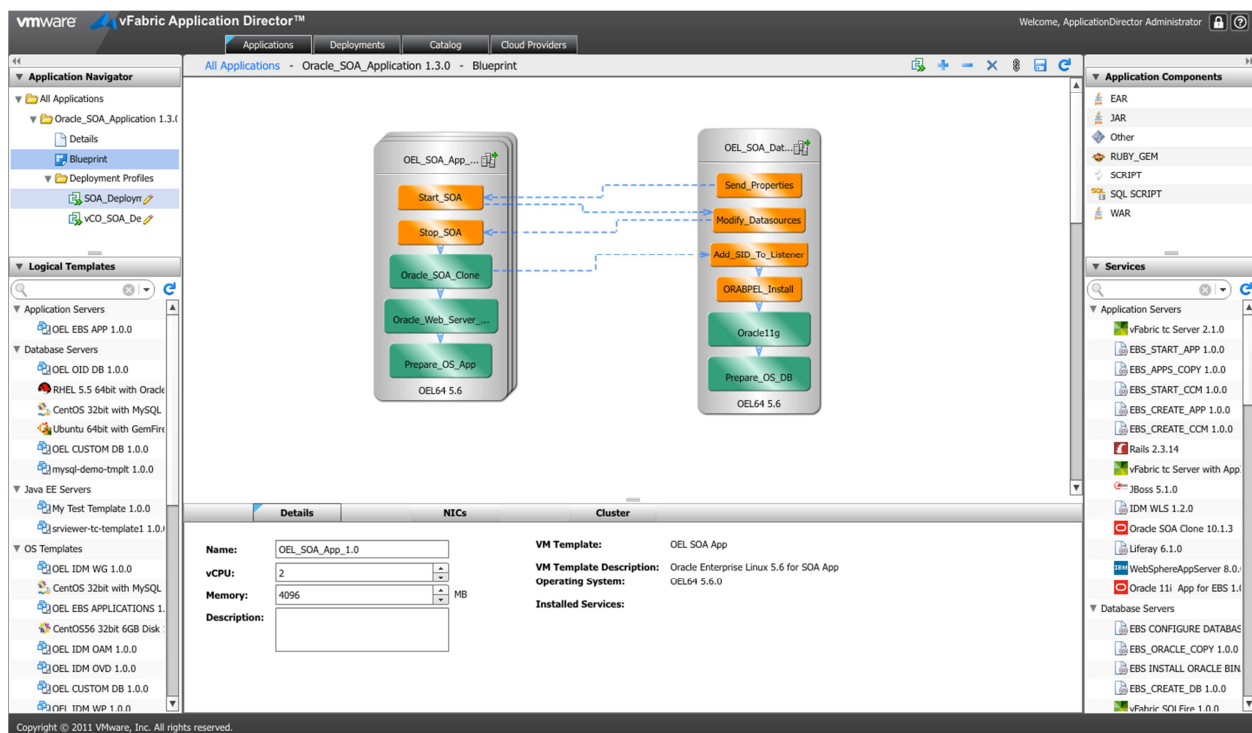 vmware vFabric Application Director™
Welcome, ApplicationDirector Administrator
Applications Deployments Catalog Cloud Providers
Application Navigator
All Applications
Oracle_SOA_Application 1.3.(
Details
Blueprint
Deployment Profiles
SOA_Deployr
vCO_SOA_De
Logical Templates
Application Servers
OEL EBS APP 1.0.0
Database Servers
OEL OID DB 1.0.0
RHEL 5.5 64bit with Oracle
CentOS 32bit with MySQL
Ubuntu 64bit with GemFire
OEL CUSTOM DB 1.0.0
mysql-demo-tmplt 1.0.0
Java EE Servers
My Test Template 1.0.0
srviewer-tc-template1 1.0.
OS Templates
OEL IDM WG 1.0.0
CentOS 32bit with MySQL
OEL EBS APPLICATIONS 1.
CentOS56 32bit 6GB Disk
OEL IDM OAM 1.0.0
OEL IDM OVD 1.0.0
OEL CUSTOM DB 1.0.0
OEL IDM WP 1.0.0
All Applications - Oracle_SOA_Application 1.3.0 - Blueprint
OEL_SOA_App_...
Start_SOA
Stop_SOA
Oracle_SOA_Clone
Oracle_Web_Server_...
Prepare_OS_App
OEL64 5.6
OEL_SOA_Dat...
Send_Properties
Modify_Datasources
Add_SID_To_Listener
ORABPEL_Install
Oracle11g
Prepare_OS_DB
OEL64 5.6
Details NICs Cluster
Name: OEL_SOA_App_1.0
vCPU: 2
Memory: 4096 MB
Description:
VM Template: OEL SOA App
VM Template Description: Oracle Enterprise Linux 5.6 for SOA App
Operating System: OEL64 5.6.0
Installed Services:
Application Components
EAR
JAR
Other
RUBY_GEM
SCRIPT
SQL SQL SCRIPT
WAR
Services
Application Servers
vFabric tc Server 2.1.0
EBS_START_APP 1.0.0
EBS_APPS_COPY 1.0.0
EBS_START_CCM 1.0.0
EBS_CREATE_APP 1.0.0
EBS_CREATE_CCM 1.0.0
Rails 2.3.14
vFabric tc Server with App
JBoss 5.1.0
IDM WLS 1.2.0
Oracle SOA Clone 10.1.3
Liferay 6.1.0
IBM WebSphereAppServer 8.0.
Oracle 11i App for EBS 1.(
Database Servers
EBS CONFIGURE DATABAS
EBS_ORACLE_COPY 1.0.0
EBS INSTALL ORACLE BIN
EBS_CREATE_DB 1.0.0
vFabric SQLFire 1.0.0
Copyright © 2011 VMware, Inc. All rights reserved.